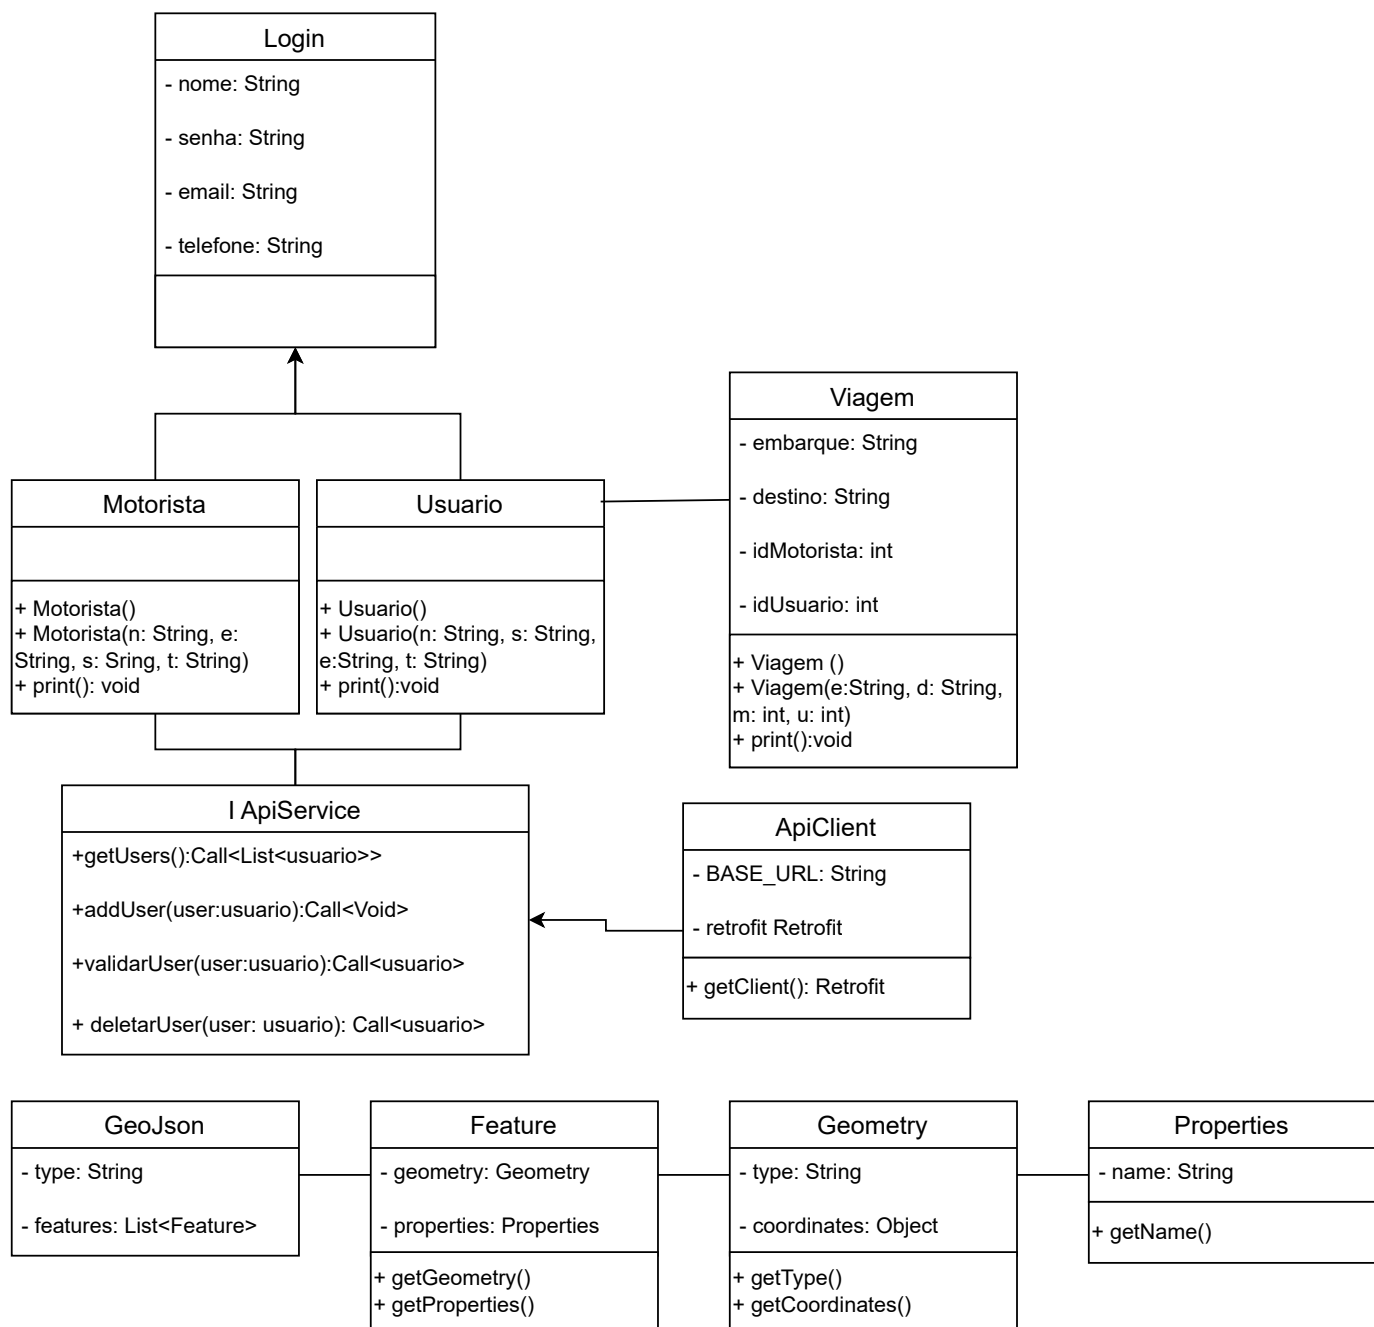 Login
- nome: String
- senha: String
- email: String
- telefone: String
Motorista
+ Motorista()
+ Motorista(n: String, e:
String, s: Sring, t: String)
+ print(): void
Usuario
+ Usuario()
+ Usuario(n: String, s: String,
e:String, t: String)
+ print():void
Viagem
- embarque: String
- destino: String
- idMotorista: int
- idUsuario: int
+ Viagem ()
+ Viagem(e:String, d: String,
m: int, u: int)
+ print():void
I ApiService
+getUsers():Call<List<usuario>>
+addUser(user:usuario):Call<Void>
+validarUser(user:usuario):Call<usuario>
+ deletarUser(user: usuario): Call<usuario>
ApiClient
- BASE_URL: String
- retrofit Retrofit
+ getClient(): Retrofit
GeoJson
- type: String
- features: List<Feature>
Feature
- geometry: Geometry
- properties: Properties
+ getGeometry()
+ getProperties()
Geometry
- type: String
- coordinates: Object
+ getType()
+ getCoordinates()
Properties
- name: String
+ getName()